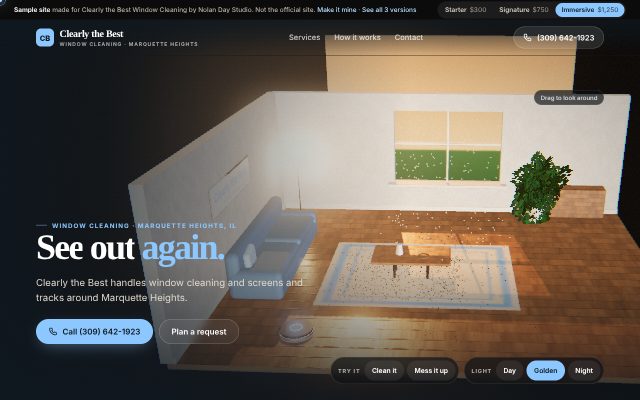 Sample site made for Clearly the Best Window Cleaning by Nolan Day Studio. Not the official site. Make it mine · See all 3 versions
Starter $300 Signature $750 Immersive $1,250
CB
Clearly the Best
WINDOW CLEANING · MARQUETTE HEIGHTS
Services How it works Contact
(309) 642-1923
Drag to look around
WINDOW CLEANING · MARQUETTE HEIGHTS, IL
See out again.
Clearly the Best handles window cleaning and screens and
tracks around Marquette Heights.
Call (309) 642-1923 Plan a request
TRY IT Clean it Mess it up LIGHT Day Golden Night